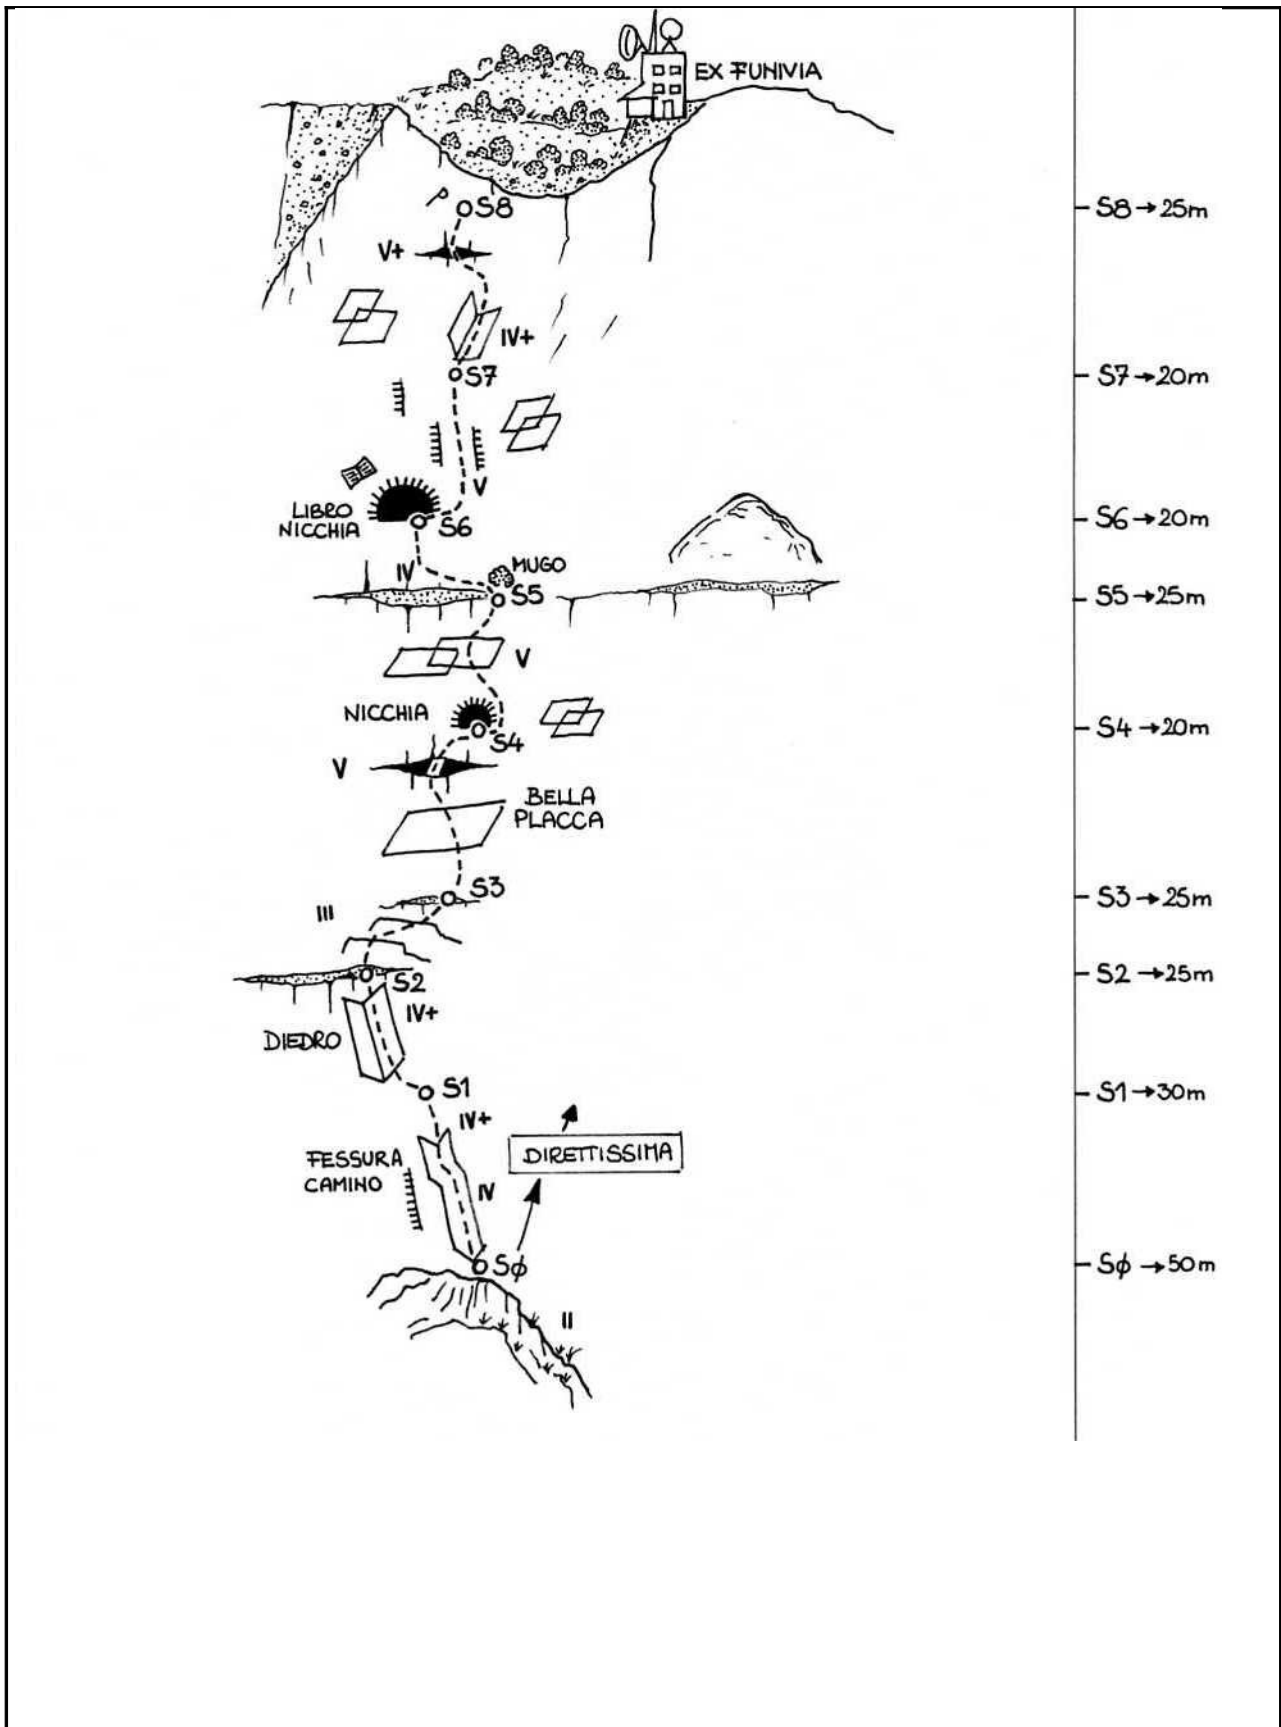 EX FUNIVIA
S8
S8→25m
V+
IV+
S7
S7→20m
V
LIBRO
NICCHIA
S6
S6→20m
MUGO
IV
S5
S5→25m
V
NICCHIA
S4
S4→20m
V
BELLA
PLACCA
S3
S3→25m
III
S2
S2→25m
IV+
DIEDRO
S1
S1→30m
IV+
DIRETTISSIMA
FESSURA
CAMINO
IV
Sϕ
Sϕ→50m
II